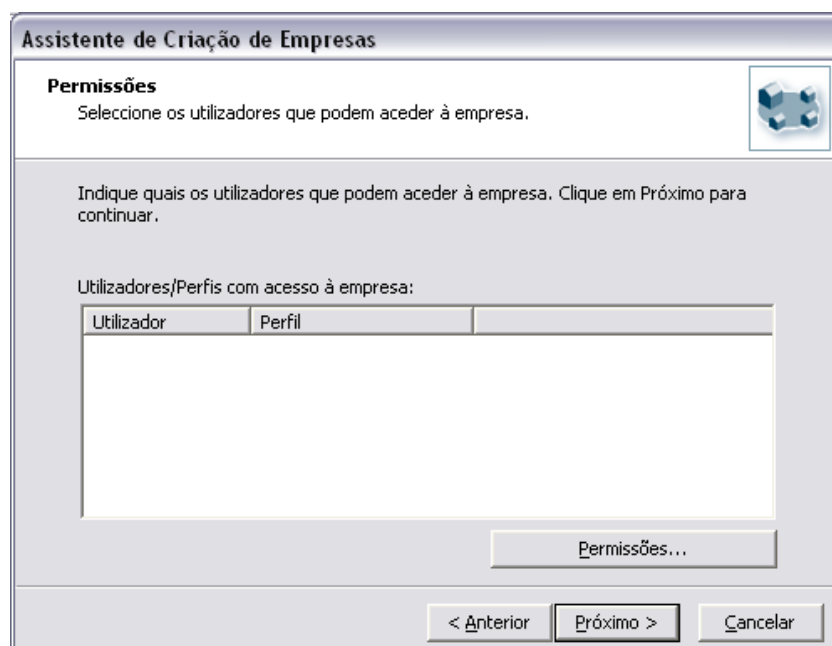 Assistente de Criação de Empresas
Permissões
Seleccione os utilizadores que podem aceder à empresa.
Indique quais os utilizadores que podem aceder à empresa. Clique em Próximo para
continuar.
Utilizadores/Perfis com acesso à empresa:
Utilizador Perfil
Permissões...
< Anterior Próximo > Cancelar